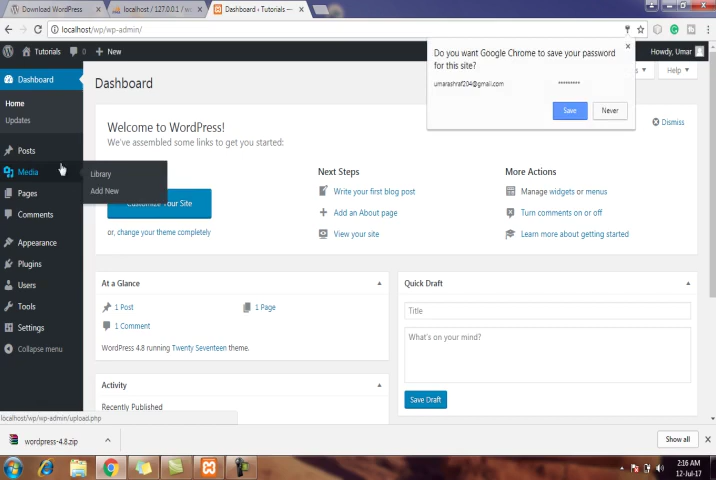 Download WordPress
localhost / 127.0.0.1 / w
Dashboard ‹ Tutorials —
localhost/wp/wp-admin/
Tutorials 0 New
Howdy, Umar
Do you want Google Chrome to save your password
for this site?
umarashraf204@gmail.com *********
Save Never
Help
Dashboard
Home
Updates
Posts
Media
Library
Add New
Pages
Comments
Appearance
Plugins
Users
Tools
Settings
Collapse menu
Dashboard
Welcome to WordPress!
We've assembled some links to get you started:
Dismiss
Customize Your Site
or, change your theme completely
Next Steps
Write your first blog post
Add an About page
View your site
More Actions
Manage widgets or menus
Turn comments on or off
Learn more about getting started
At a Glance
1 Post 1 Page
1 Comment
WordPress 4.8 running Twenty Seventeen theme.
Activity
Recently Published
Quick Draft
Title
What's on your mind?
Save Draft
localhost/wp/wp-admin/upload.php
wordpress-4.8.zip
Show all
2:16 AM
12-Jul-17